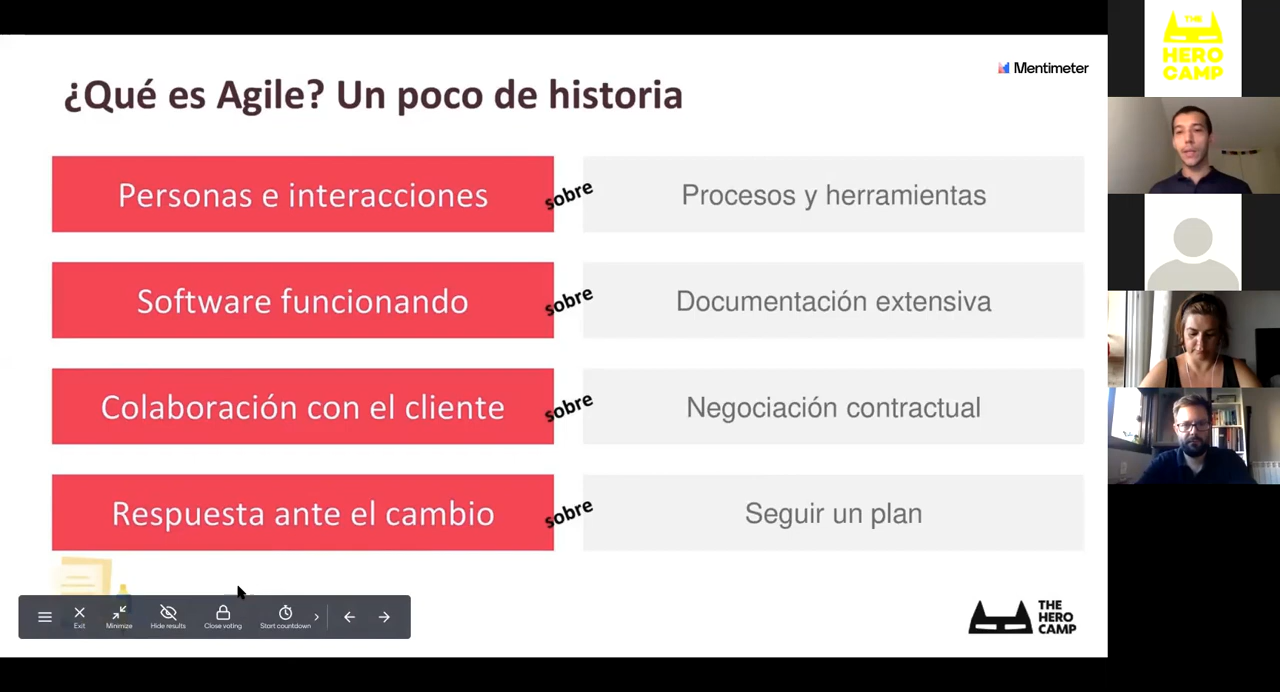 Mentimeter
¿Qué es Agile? Un poco de historia
Personas e interacciones
sobre
Procesos y herramientas
Software funcionando
sobre
Documentación extensiva
Colaboración con el cliente
sobre
Negociación contractual
Respuesta ante el cambio
sobre
Seguir un plan
Exit
Minimize
Hide results
Close voting
Start countdown
THE
HERO
CAMP
THE
HERO
CAMP